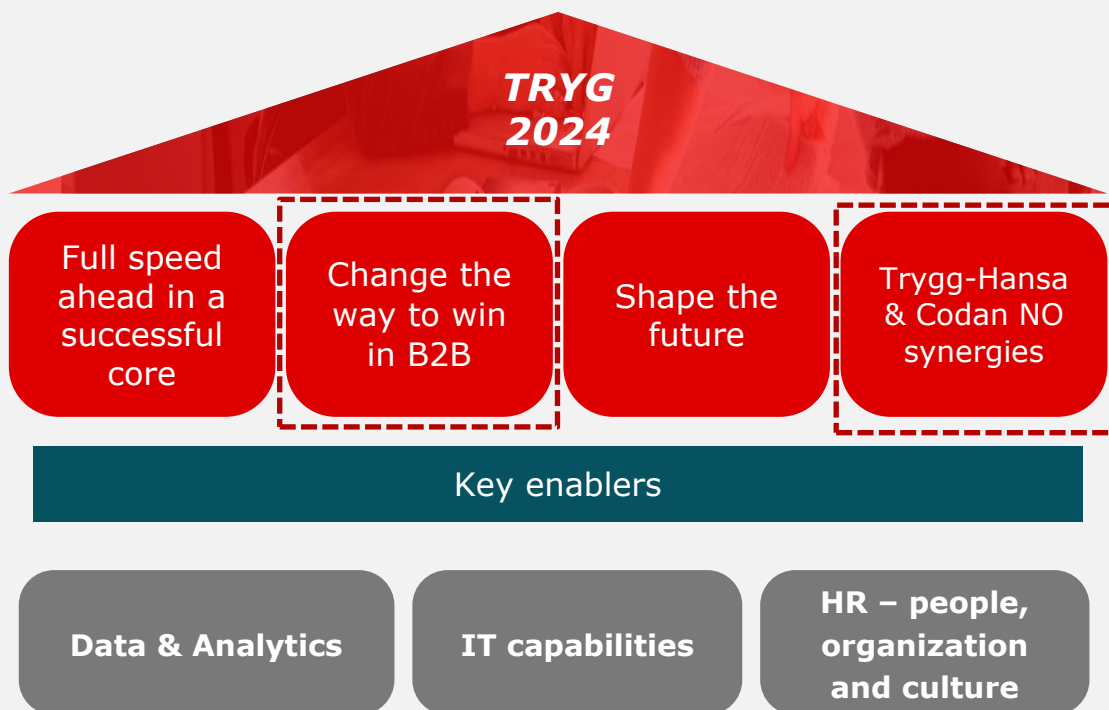 TRYG
2024
Full speed
ahead in a
successful
core
Change the
way to win
in B2B
Shape the
future
Trygg-Hansa
& Codan NO
synergies
Key enablers
Data & Analytics
IT capabilities
HR – people,
organization
and culture